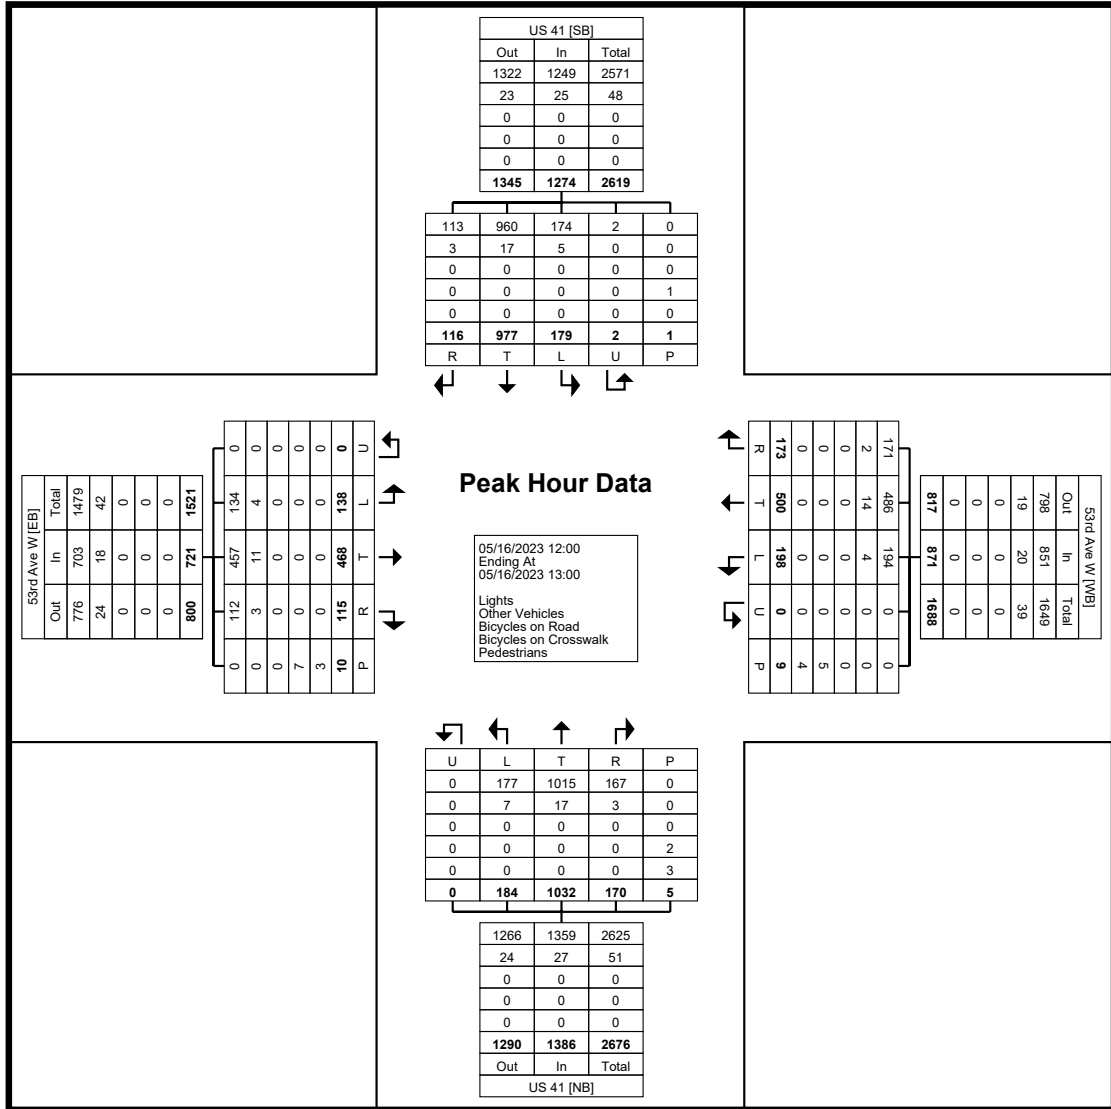 US 41 [SB]
Out In Total
1322 1249 2571
23 25 48
0 0 0
0 0 0
0 0 0
1345 1274 2619
113 960 174 2 0
3 17 5 0 0
0 0 0 0 0
0 0 0 0 1
0 0 0 0 0
116 977 179 2 1
R T L U P
53rd Ave W [EB]
Total In Out
1479 703 776
42 18 24
0 0 0
0 0 0
0 0 0
1521 721 800
0 134 457 112 0
0 4 11 3 0
0 0 0 0 0
0 0 0 0 7
0 0 0 0 3
0 138 468 115 10
U L T R P
Peak Hour Data
05/16/2023 12:00
Ending At
05/16/2023 13:00
Lights
Other Vehicles
Bicycles on Road
Bicycles on Crosswalk
Pedestrians
R T L U P
173 500 198 0 9
0 0 0 0 4
0 0 0 0 5
0 0 0 0 0
2 14 4 0 0
171 486 194 0 0
53rd Ave W [WB]
Out In Total
798 851 1649
19 20 39
0 0 0
0 0 0
0 0 0
817 871 1688
U L T R P
0 177 1015 167 0
0 7 17 3 0
0 0 0 0 0
0 0 0 0 2
0 0 0 0 3
0 184 1032 170 5
1266 1359 2625
24 27 51
0 0 0
0 0 0
0 0 0
1290 1386 2676
Out In Total
US 41 [NB]